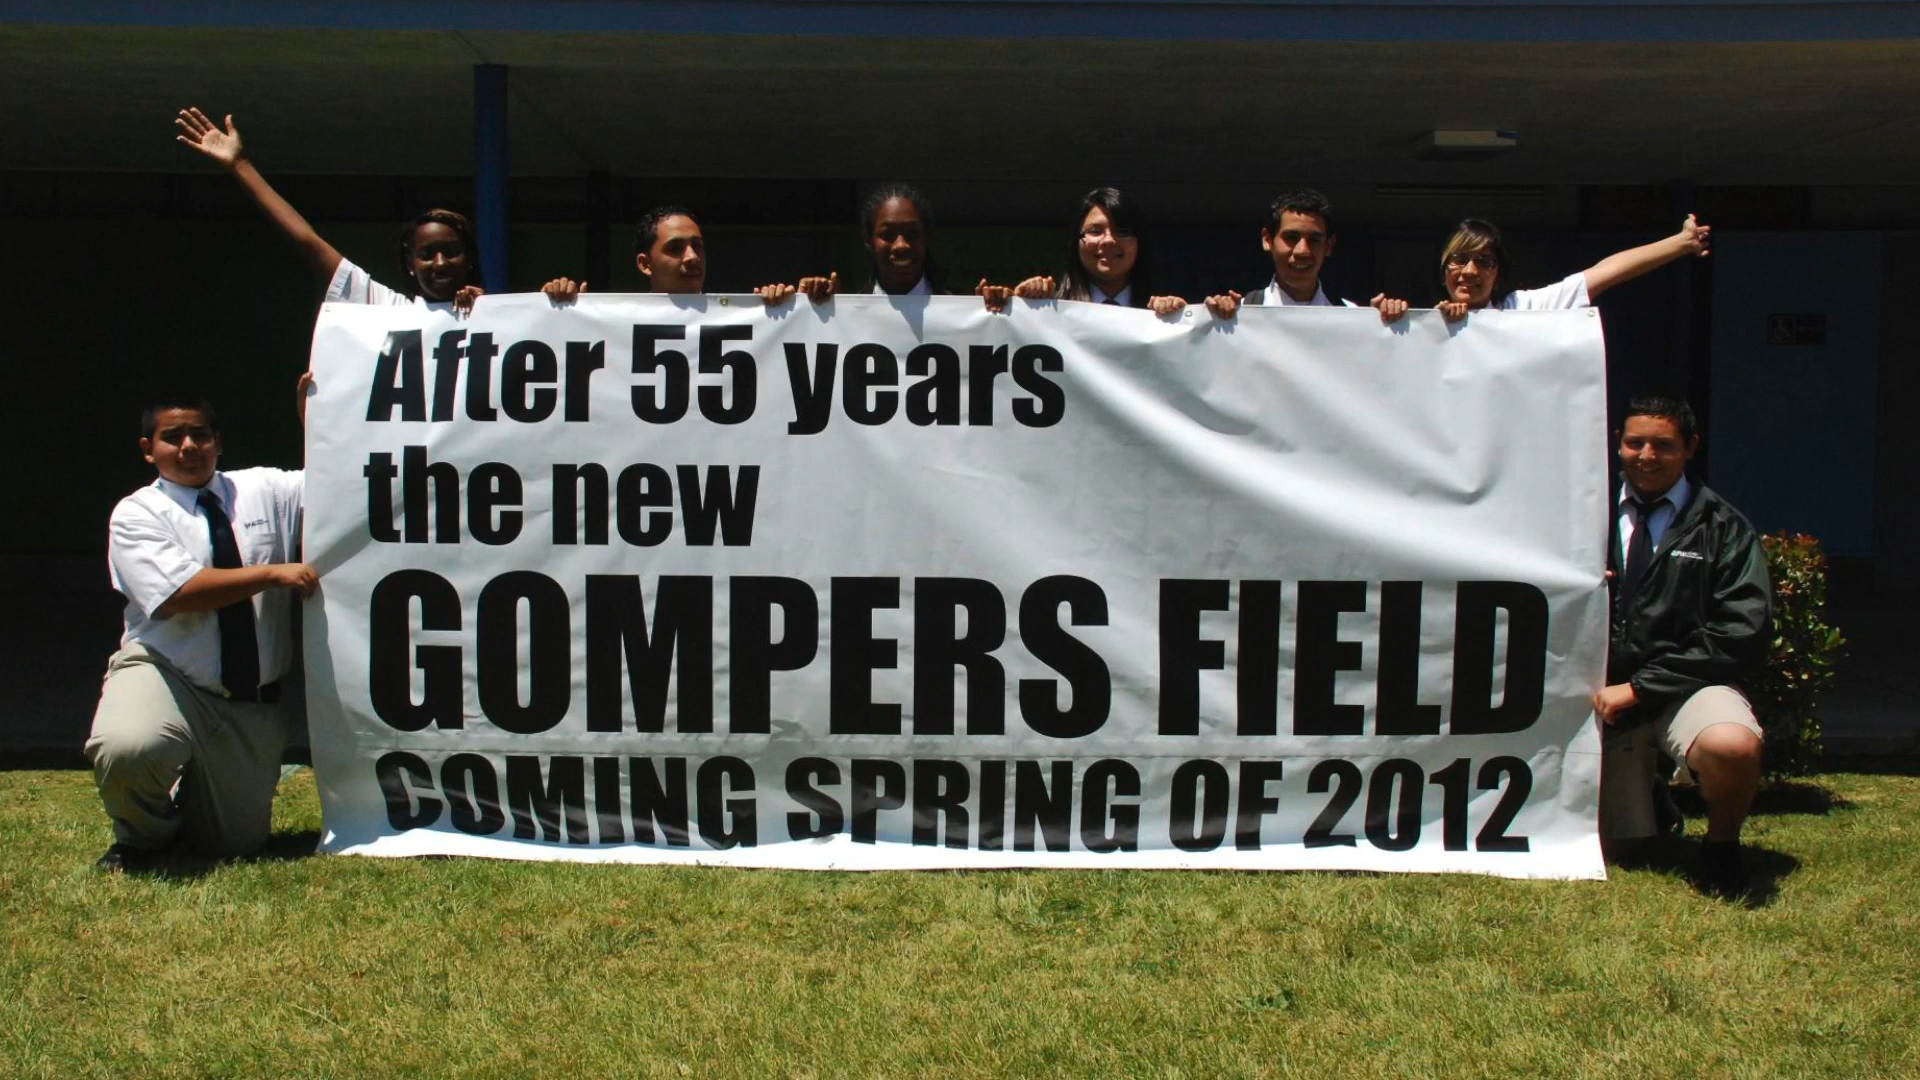 After 55 years
the new
GOMPERS FIELD
COMING SPRING OF 2012